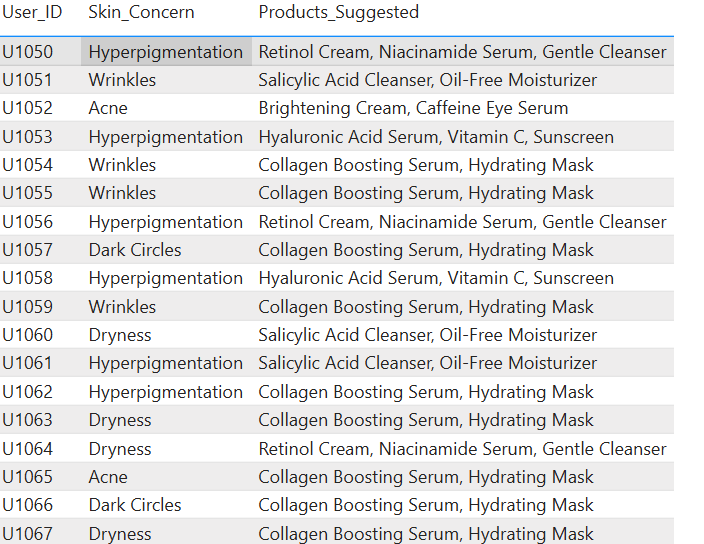 User_ID Skin_Concern Products_Suggested
U1050 Hyperpigmentation Retinol Cream, Niacinamide Serum, Gentle Cleanser
U1051 Wrinkles Salicylic Acid Cleanser, Oil-Free Moisturizer
U1052 Acne Brightening Cream, Caffeine Eye Serum
U1053 Hyperpigmentation Hyaluronic Acid Serum, Vitamin C, Sunscreen
U1054 Wrinkles Collagen Boosting Serum, Hydrating Mask
U1055 Wrinkles Collagen Boosting Serum, Hydrating Mask
U1056 Hyperpigmentation Retinol Cream, Niacinamide Serum, Gentle Cleanser
U1057 Dark Circles Collagen Boosting Serum, Hydrating Mask
U1058 Hyperpigmentation Hyaluronic Acid Serum, Vitamin C, Sunscreen
U1059 Wrinkles Collagen Boosting Serum, Hydrating Mask
U1060 Dryness Salicylic Acid Cleanser, Oil-Free Moisturizer
U1061 Hyperpigmentation Salicylic Acid Cleanser, Oil-Free Moisturizer
U1062 Hyperpigmentation Collagen Boosting Serum, Hydrating Mask
U1063 Dryness Collagen Boosting Serum, Hydrating Mask
U1064 Dryness Retinol Cream, Niacinamide Serum, Gentle Cleanser
U1065 Acne Collagen Boosting Serum, Hydrating Mask
U1066 Dark Circles Collagen Boosting Serum, Hydrating Mask
U1067 Dryness Collagen Boosting Serum, Hydrating Mask